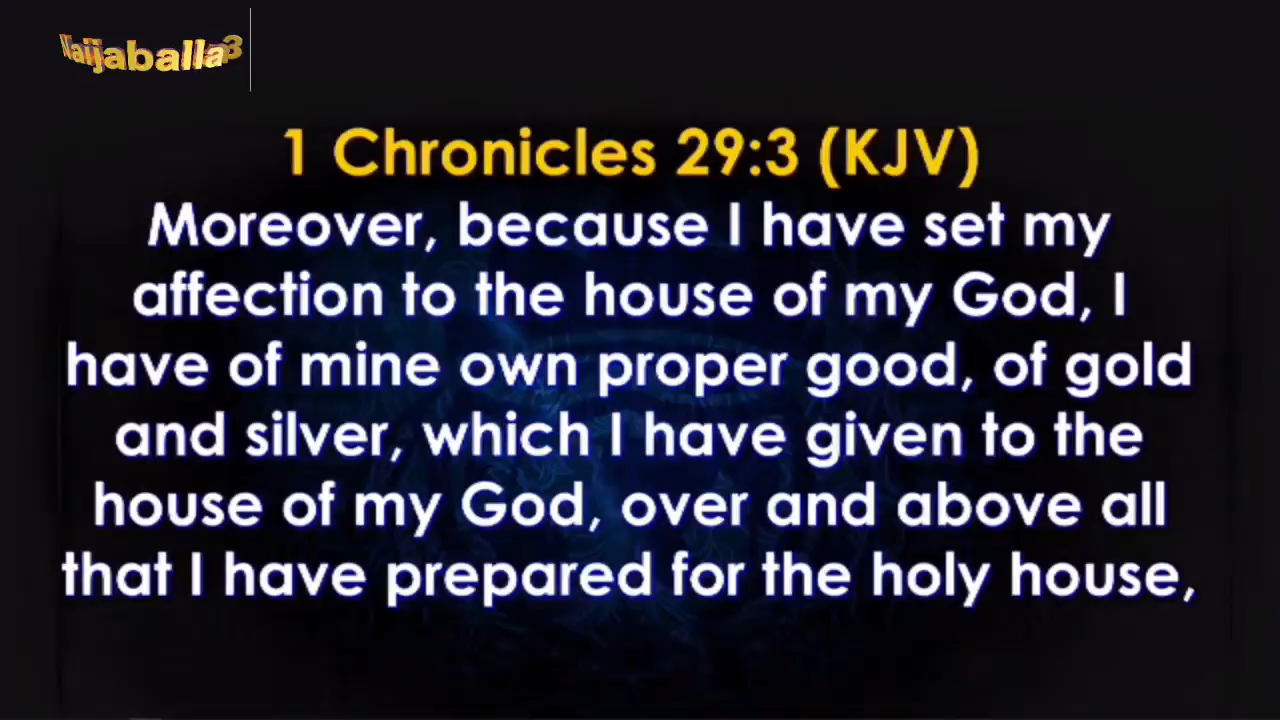 Naijaballa3
1 Chronicles 29:3 (KJV)
Moreover, because I have set my
affection to the house of my God, I
have of mine own proper good, of gold
and silver, which I have given to the
house of my God, over and above all
that I have prepared for the holy house,